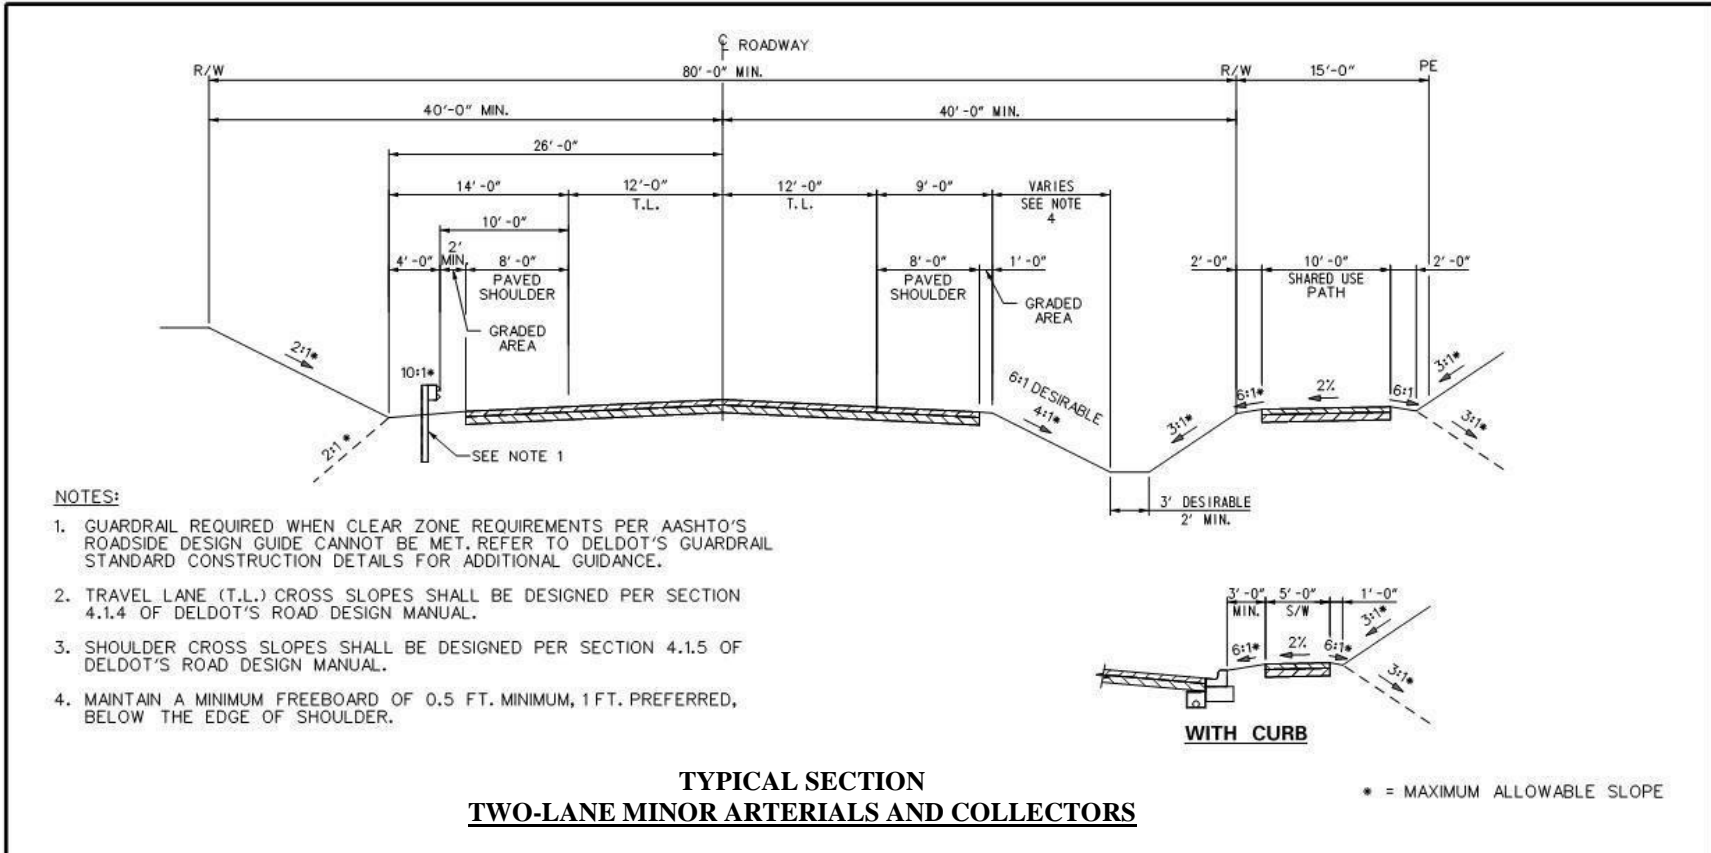 ℄ ROADWAY
R/W
80'-0" MIN.
R/W
15'-0"
PE
40'-0" MIN.
40'-0" MIN.
26'-0"
14'-0"
12'-0"
T.L.
12'-0"
T.L.
9'-0"
VARIES
SEE NOTE
4
10'-0"
4'-0"
2'
MIN.
8'-0"
PAVED
SHOULDER
GRADED
AREA
8'-0"
PAVED
SHOULDER
1'-0"
GRADED
AREA
2'-0"
10'-0"
SHARED USE
PATH
2'-0"
2:1*
10:1*
2:1*
SEE NOTE 1
6:1 DESIRABLE
4:1*
3:1*
6:1*
2%
6:1
3:1*
3:1*
3' DESIRABLE
2' MIN.
NOTES:
1. GUARDRAIL REQUIRED WHEN CLEAR ZONE REQUIREMENTS PER AASHTO'S
ROADSIDE DESIGN GUIDE CANNOT BE MET. REFER TO DELDOT'S GUARDRAIL
STANDARD CONSTRUCTION DETAILS FOR ADDITIONAL GUIDANCE.
2. TRAVEL LANE (T.L.) CROSS SLOPES SHALL BE DESIGNED PER SECTION
4.1.4 OF DELDOT'S ROAD DESIGN MANUAL.
3. SHOULDER CROSS SLOPES SHALL BE DESIGNED PER SECTION 4.1.5 OF
DELDOT'S ROAD DESIGN MANUAL.
4. MAINTAIN A MINIMUM FREEBOARD OF 0.5 FT. MINIMUM, 1 FT. PREFERRED,
BELOW THE EDGE OF SHOULDER.
3'-0"
MIN.
5'-0"
S/W
1'-0"
6:1*
2%
6:1*
3:1*
3:1*
WITH CURB
TYPICAL SECTION
TWO-LANE MINOR ARTERIALS AND COLLECTORS
* = MAXIMUM ALLOWABLE SLOPE